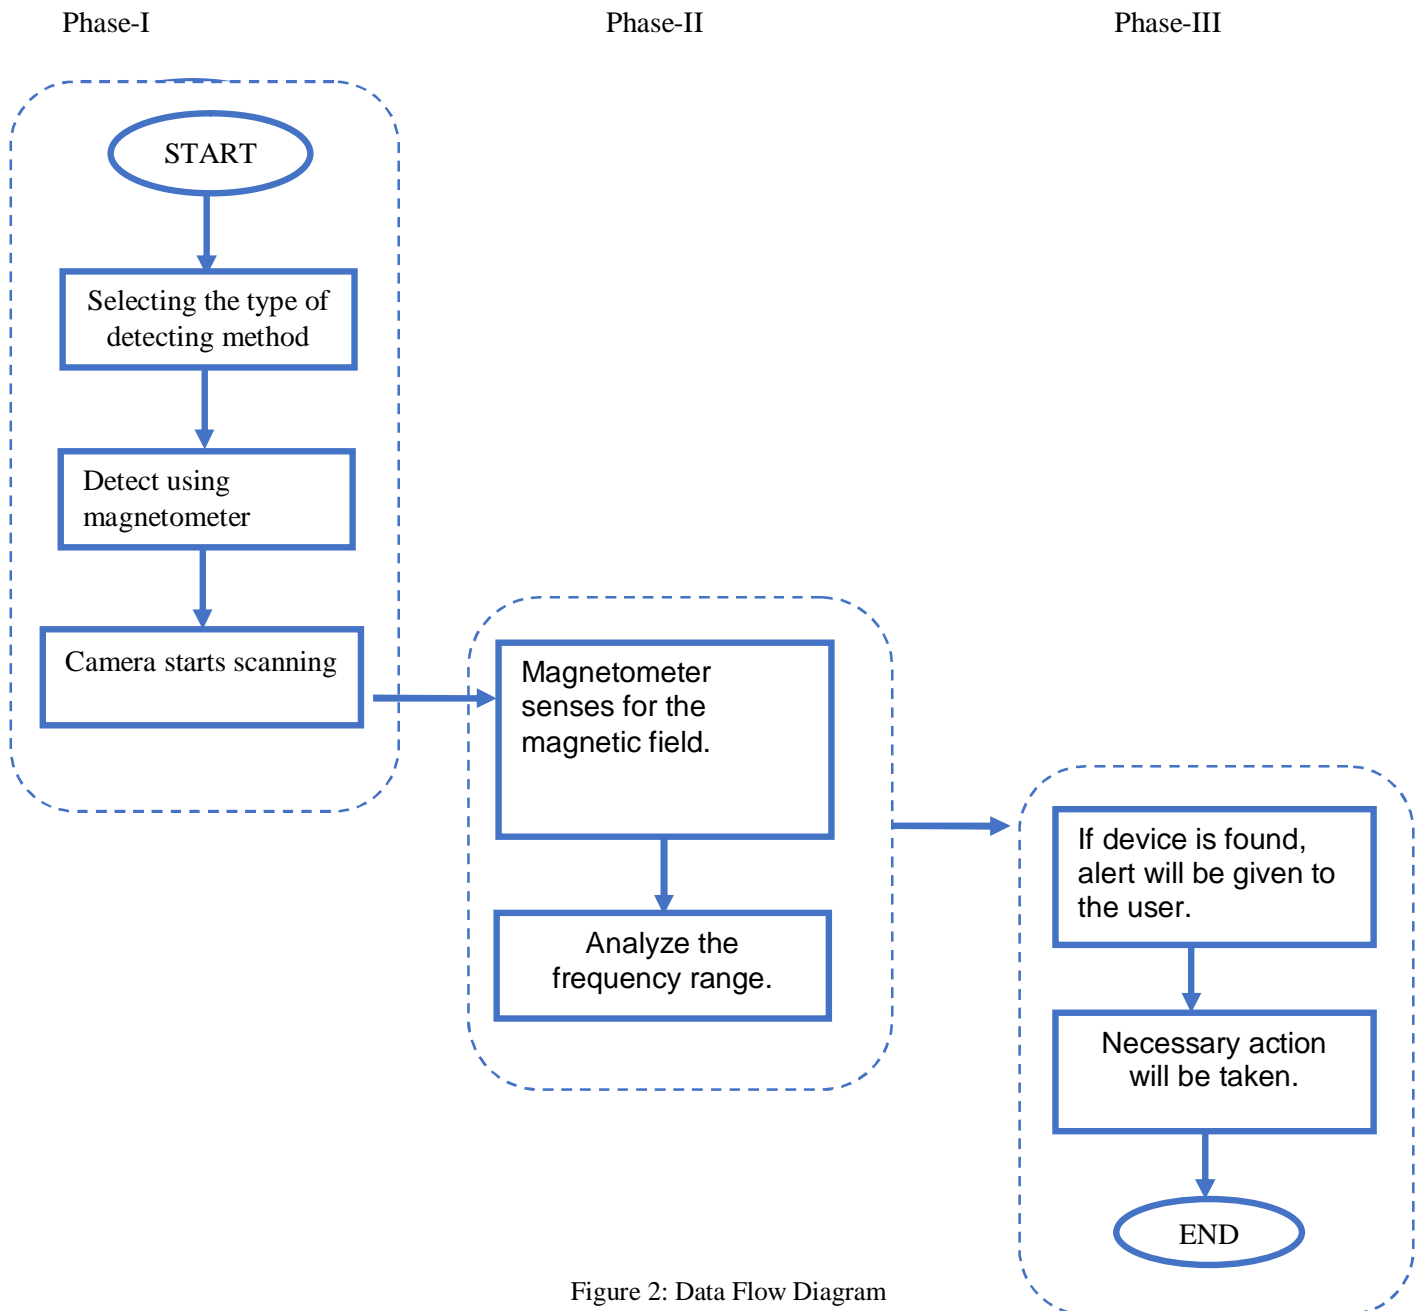 Phase-I
Phase-II
Phase-III
START
Selecting the type of
detecting method
Detect using
magnetometer
Camera starts scanning
Magnetometer
senses for the
magnetic field.
Analyze the
frequency range.
If device is found,
alert will be given to
the user.
Necessary action
will be taken.
END
Figure 2: Data Flow Diagram